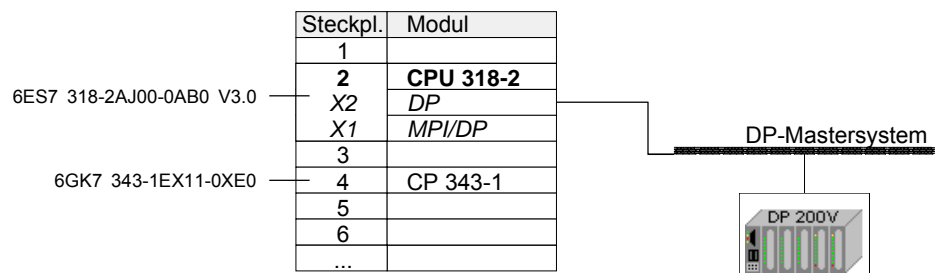 Steckpl. Modul
1
2 CPU 318-2
6ES7 318-2AJ00-0AB0 V3.0
X2 DP
X1 MPI/DP
DP-Mastersystem
3
6GK7 343-1EX11-0XE0
4 CP 343-1
5
6
...
DP 200V